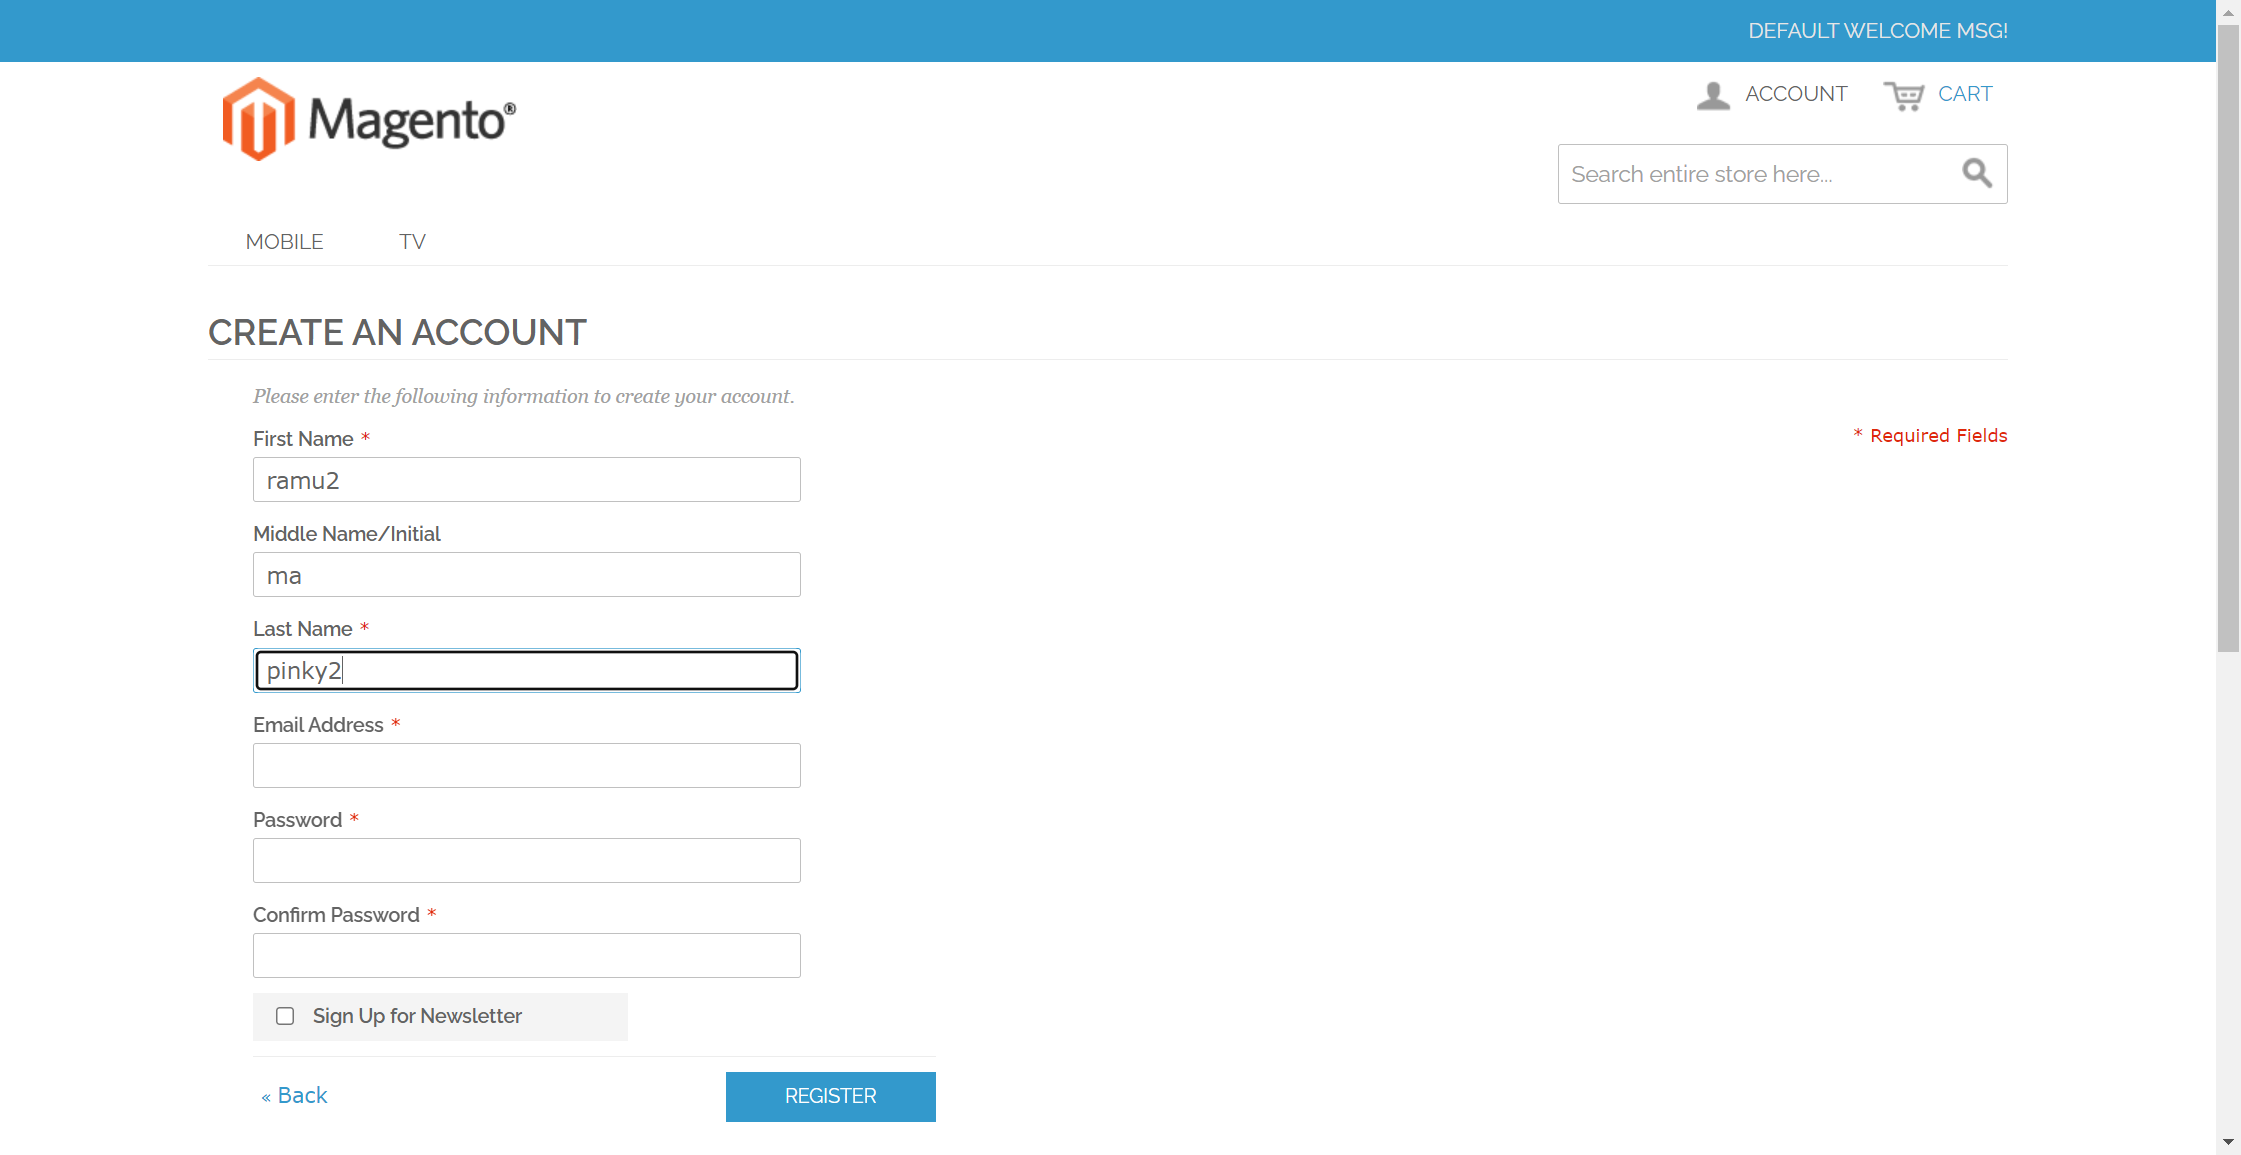 DEFAULT WELCOME MSG!
Magento®
ACCOUNT CART
Search entire store here...
MOBILE TV
CREATE AN ACCOUNT
Please enter the following information to create your account.
First Name *
* Required Fields
ramu2
Middle Name/Initial
ma
Last Name *
pinky2
Email Address *
Password *
Confirm Password *
Sign Up for Newsletter
« Back
REGISTER